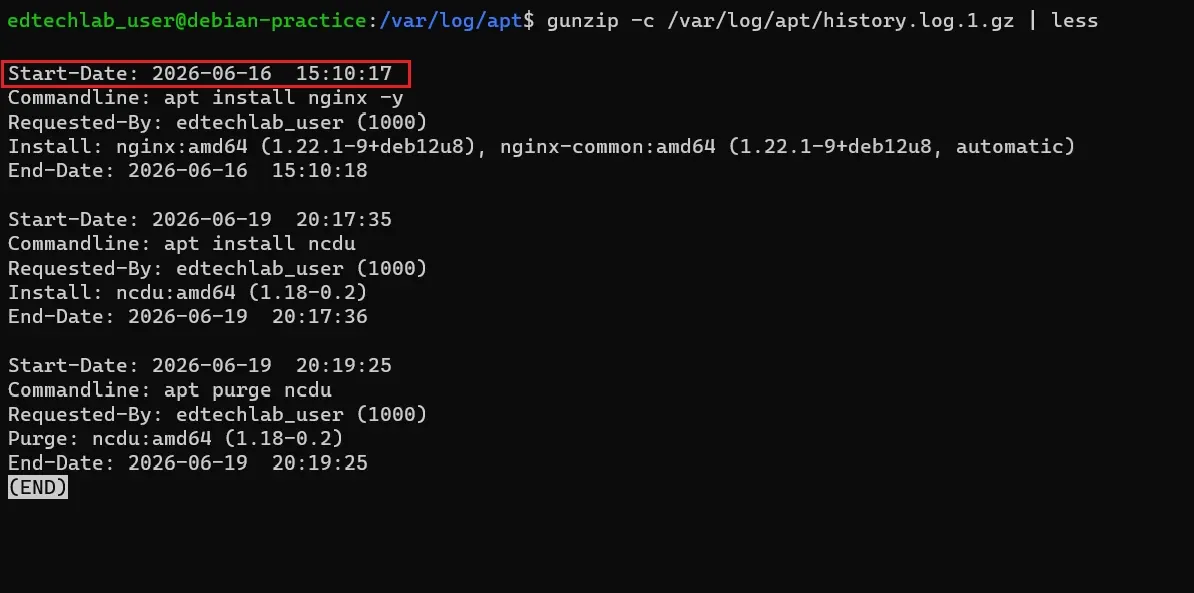 edtechlab_user@debian-practice:/var/log/apt$ gunzip -c /var/log/apt/history.log.1.gz | less
Start-Date: 2026-06-16  15:10:17
Commandline: apt install nginx -y
Requested-By: edtechlab_user (1000)
Install: nginx:amd64 (1.22.1-9+deb12u8), nginx-common:amd64 (1.22.1-9+deb12u8, automatic)
End-Date: 2026-06-16  15:10:18
Start-Date: 2026-06-19  20:17:35
Commandline: apt install ncdu
Requested-By: edtechlab_user (1000)
Install: ncdu:amd64 (1.18-0.2)
End-Date: 2026-06-19  20:17:36
Start-Date: 2026-06-19  20:19:25
Commandline: apt purge ncdu
Requested-By: edtechlab_user (1000)
Purge: ncdu:amd64 (1.18-0.2)
End-Date: 2026-06-19  20:19:25
(END)